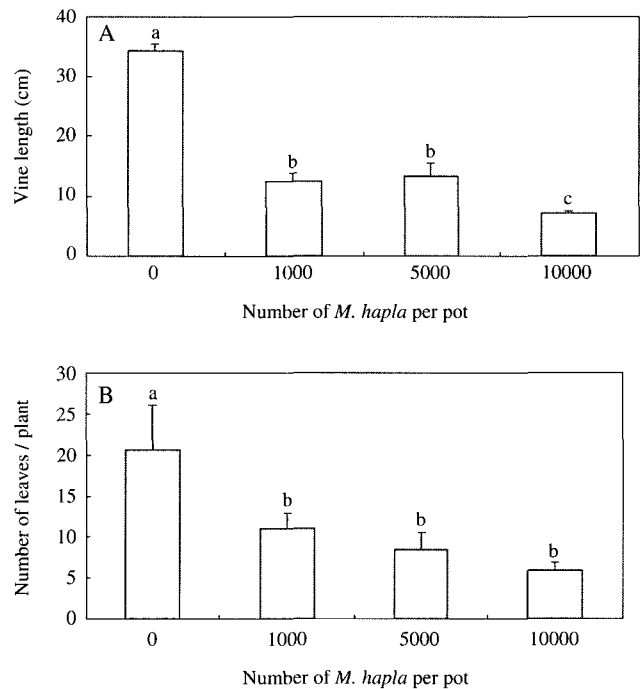 A
Vine length (cm)
40
30
20
10
0
a
b
b
c
0 1000 5000 10000
Number of M. hapla per pot
B
Number of leaves / plant
30
25
20
15
10
5
0
a
b
b
b
0 1000 5000 10000
Number of M. hapla per pot